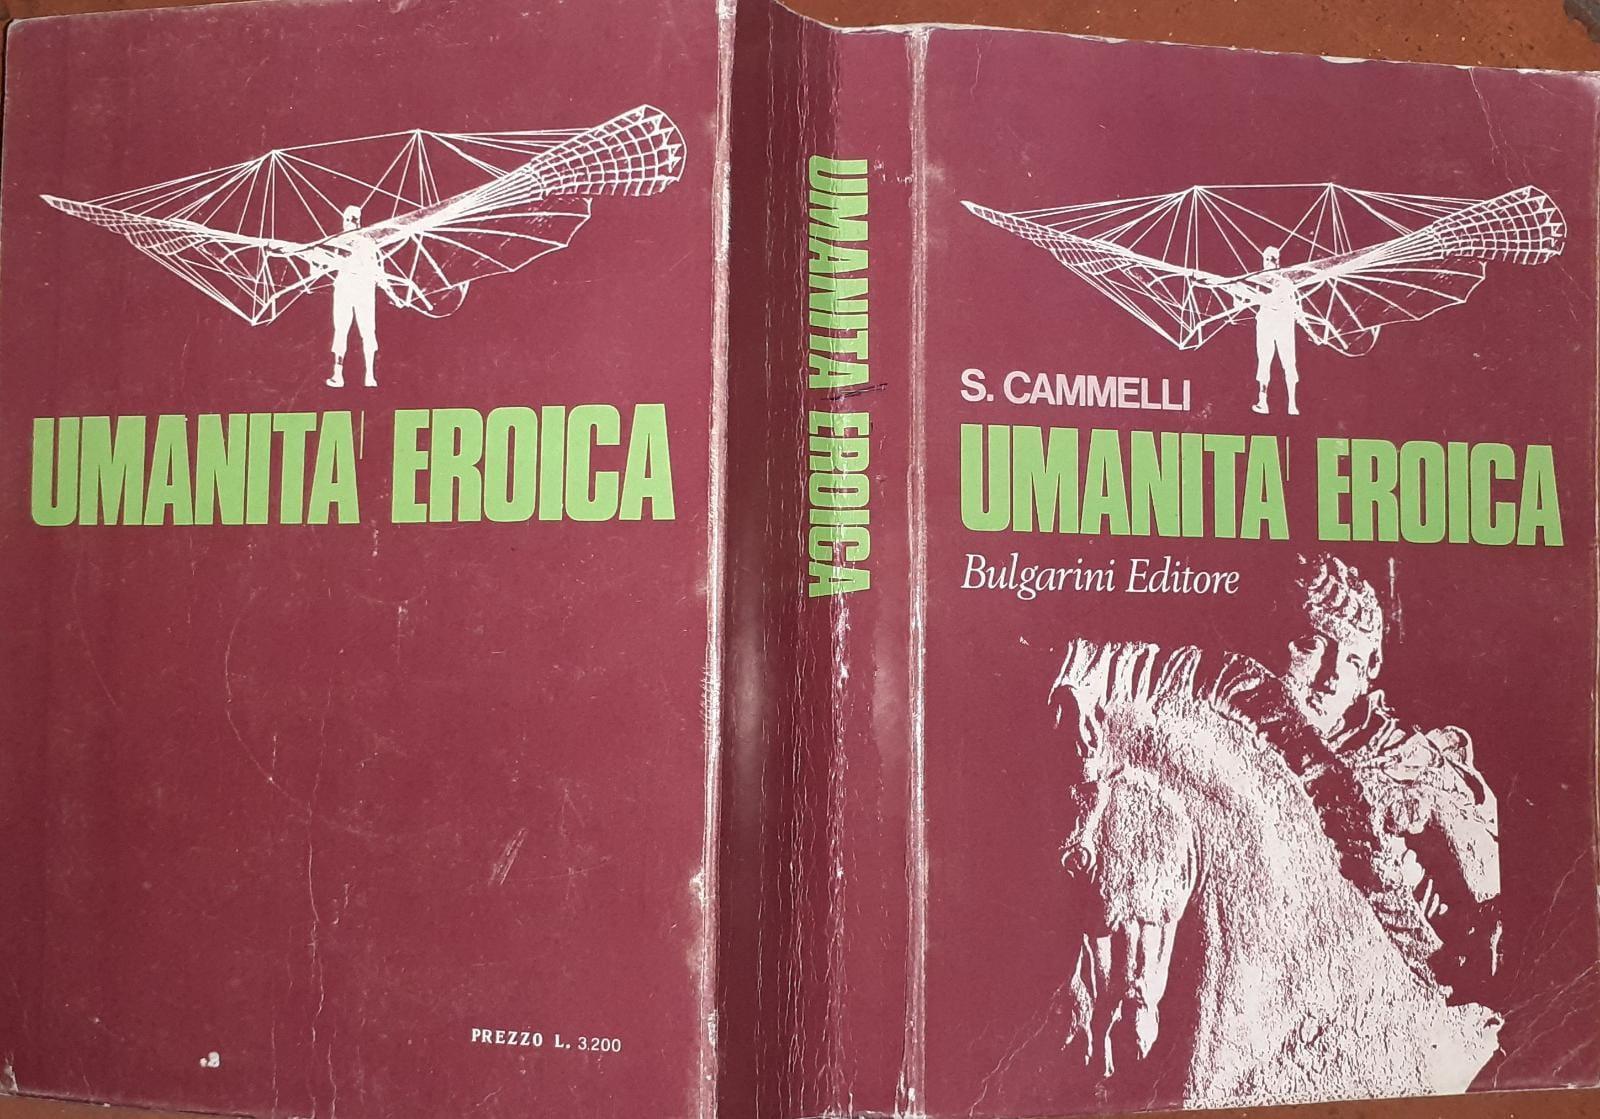 UMANITA' EROICA
PREZZO L. 3.200
UMANITA EROICA
S. CAMMELLI
UMANITA' EROICA
Bulgarini Editore